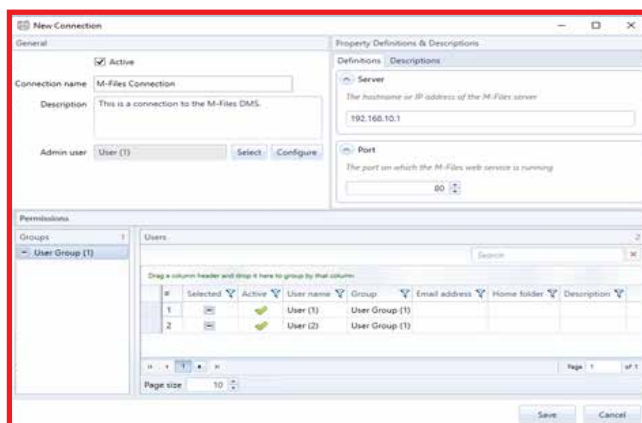 New Connection
General
Active
Connection name M-Files Connection
Description This is a connection to the M-Files DMS.
Admin user User (1) Select Configure
Property Definitions & Descriptions
Definitions Descriptions
Server
The hostname or IP address of the M-Files server
192.168.10.1
Port
The port on which the M-Files web service is running
80
Permissions
Groups 1
User Group (1)
Users 2
Search
Drag a column header and drop it here to group by that column
# Selected Active User name Group Email address Home folder Description
1 User (1) User Group (1)
2 User (2) User Group (1)
1 Page 1 of 1
Page size 10
Save Cancel